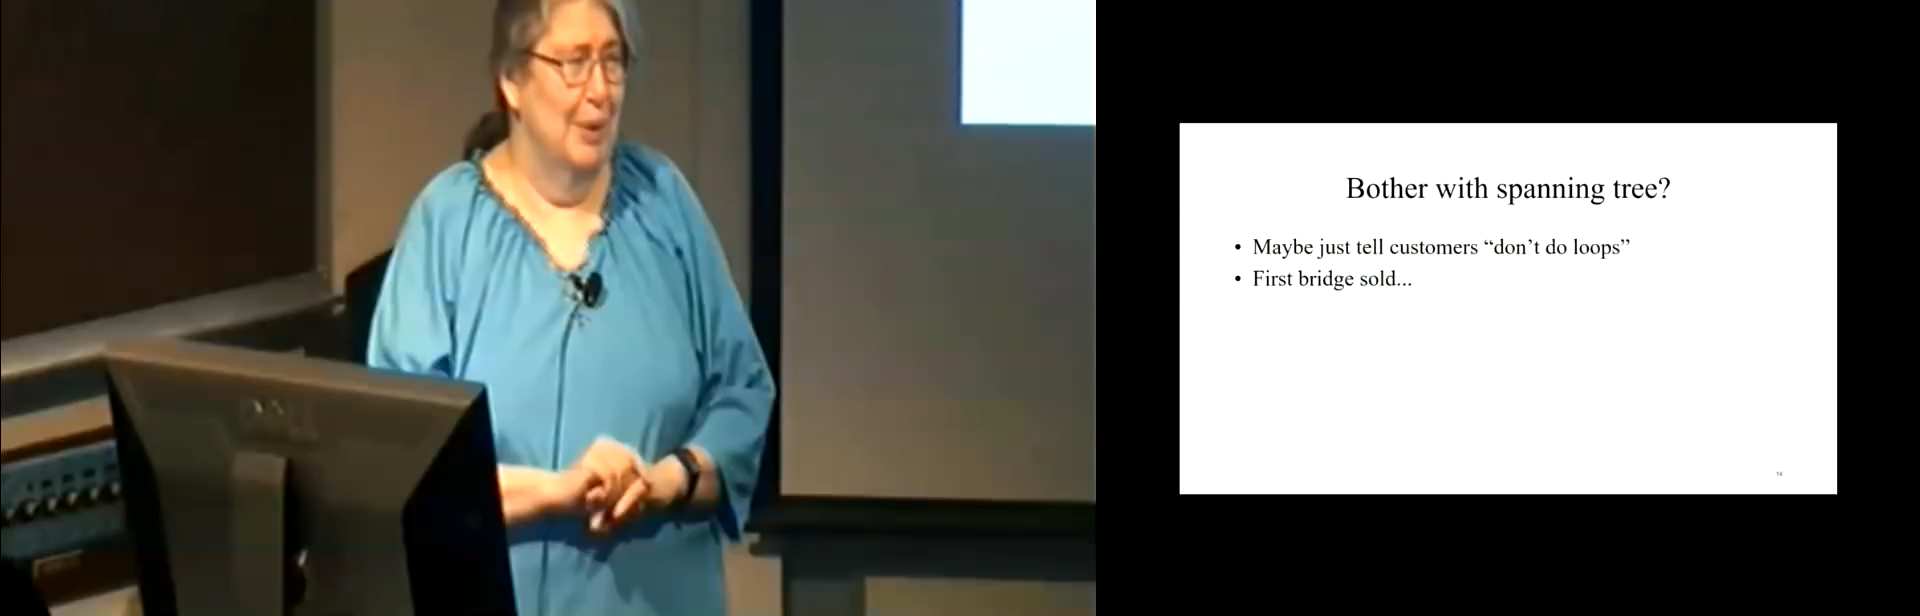 Bother with spanning tree?
• Maybe just tell customers “don’t do loops”
• First bridge sold...